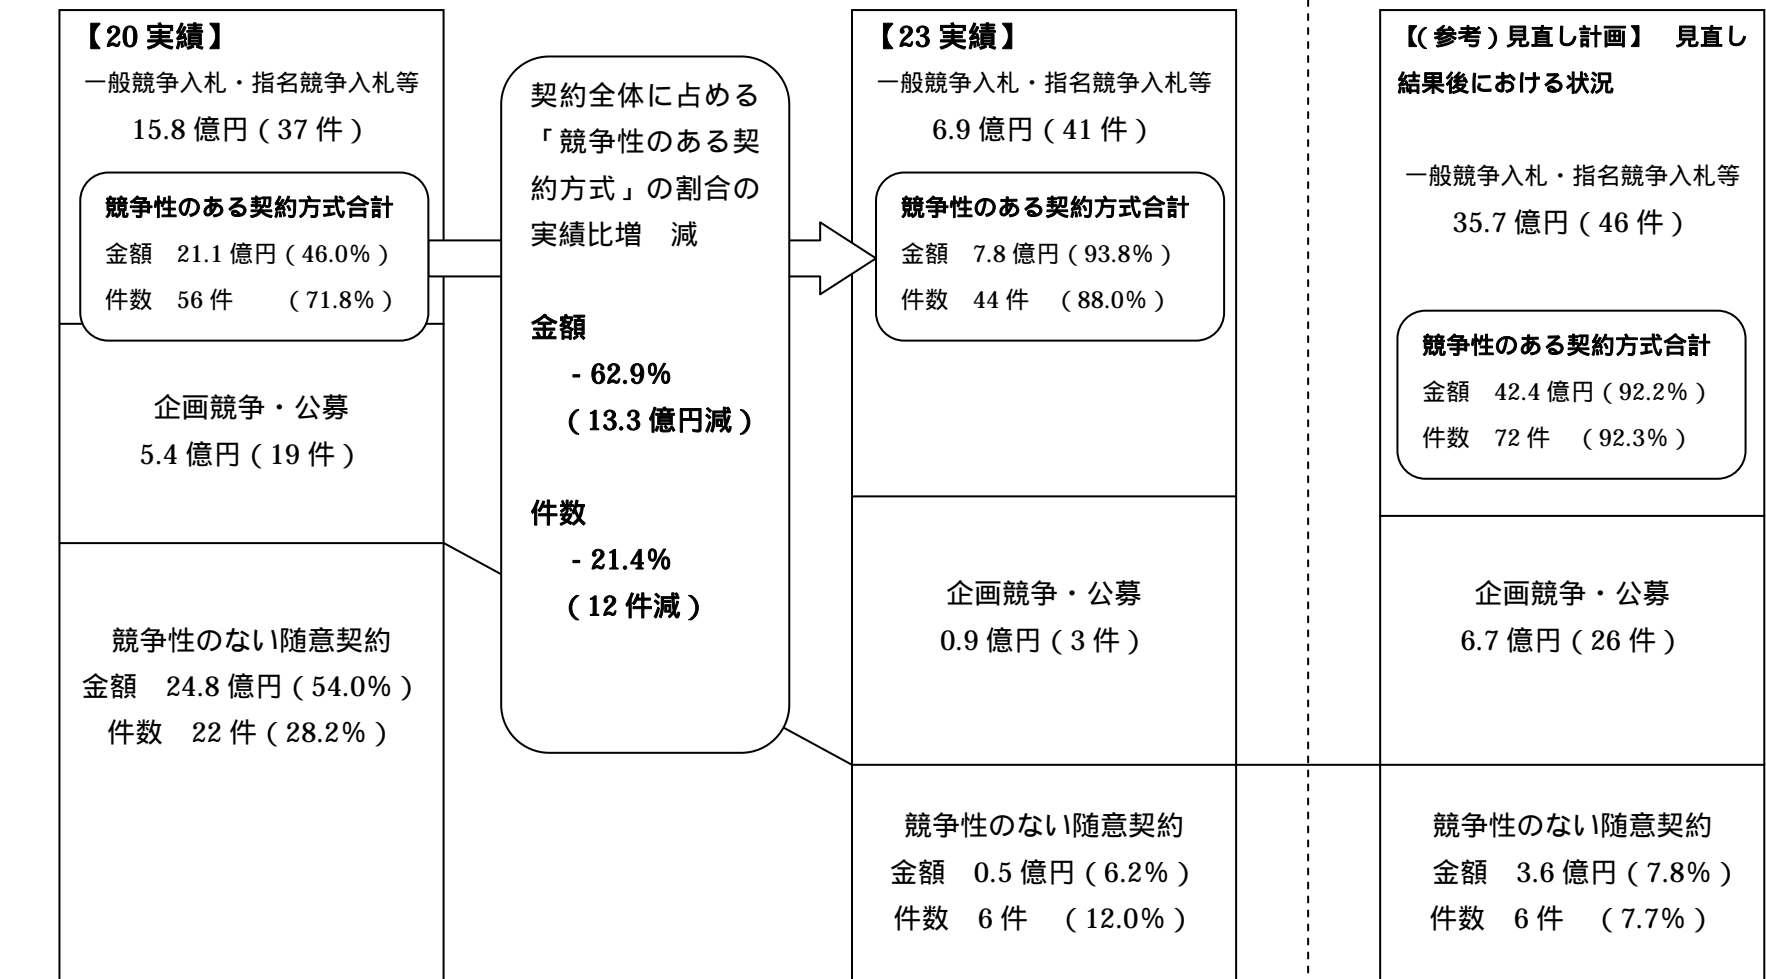 【20 実績】
一般競争入札・指名競争入札等
15.8 億円（37 件）
競争性のある契約方式合計
金額　21.1 億円（46.0%）
件数　56 件　　（71.8%）
企画競争・公募
5.4 億円（19 件）
競争性のない随意契約
金額　24.8 億円（54.0%）
件数　22 件（28.2%）
契約全体に占める
「競争性のある契
約方式」の割合の
実績比増　減
金額
- 62.9%
（13.3 億円減）
件数
- 21.4%
（12 件減）
【23 実績】
一般競争入札・指名競争入札等
6.9 億円（41 件）
競争性のある契約方式合計
金額　7.8 億円（93.8%）
件数　44 件　（88.0%）
企画競争・公募
0.9 億円（3 件）
競争性のない随意契約
金額　0.5 億円（6.2%）
件数　6 件　（12.0%）
【(参考）見直し計画】　見直し
結果後における状況
一般競争入札・指名競争入札等
35.7 億円（46 件）
競争性のある契約方式合計
金額　42.4 億円（92.2%）
件数　72 件　（92.3%）
企画競争・公募
6.7 億円（26 件）
競争性のない随意契約
金額　3.6 億円（7.8%）
件数　6 件　（7.7%）